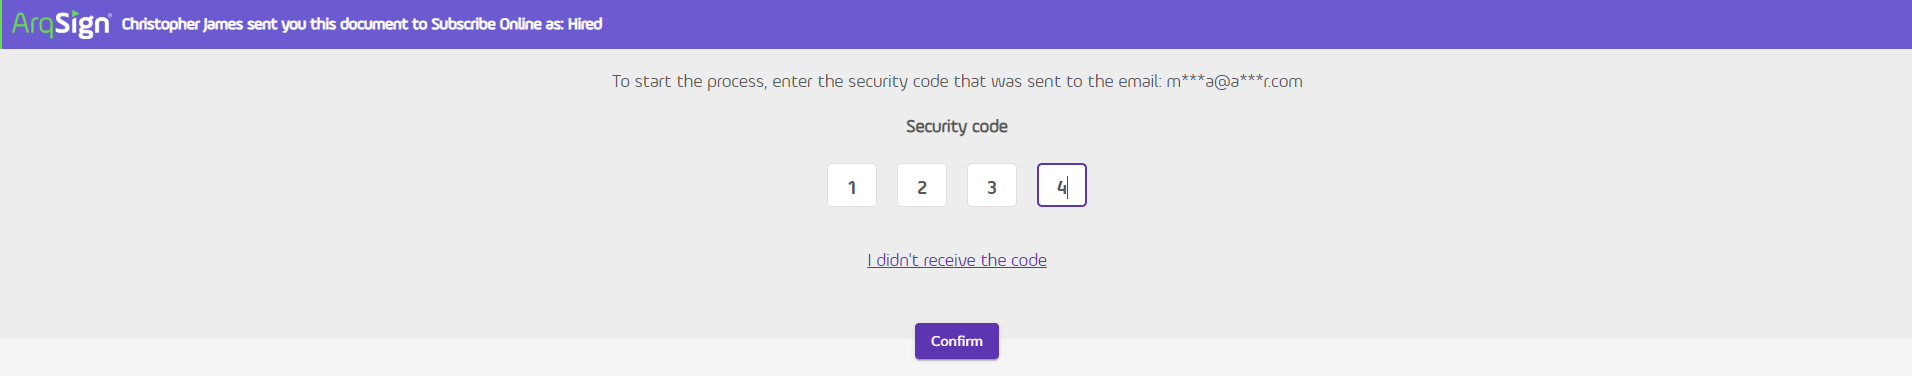 ArqSign® Christopher James sent you this document to Subscribe Online as: Hired
To start the process, enter the security code that was sent to the email: m***a@a***r.com
Security code
1 2 3 4
I didn't receive the code
Confirm